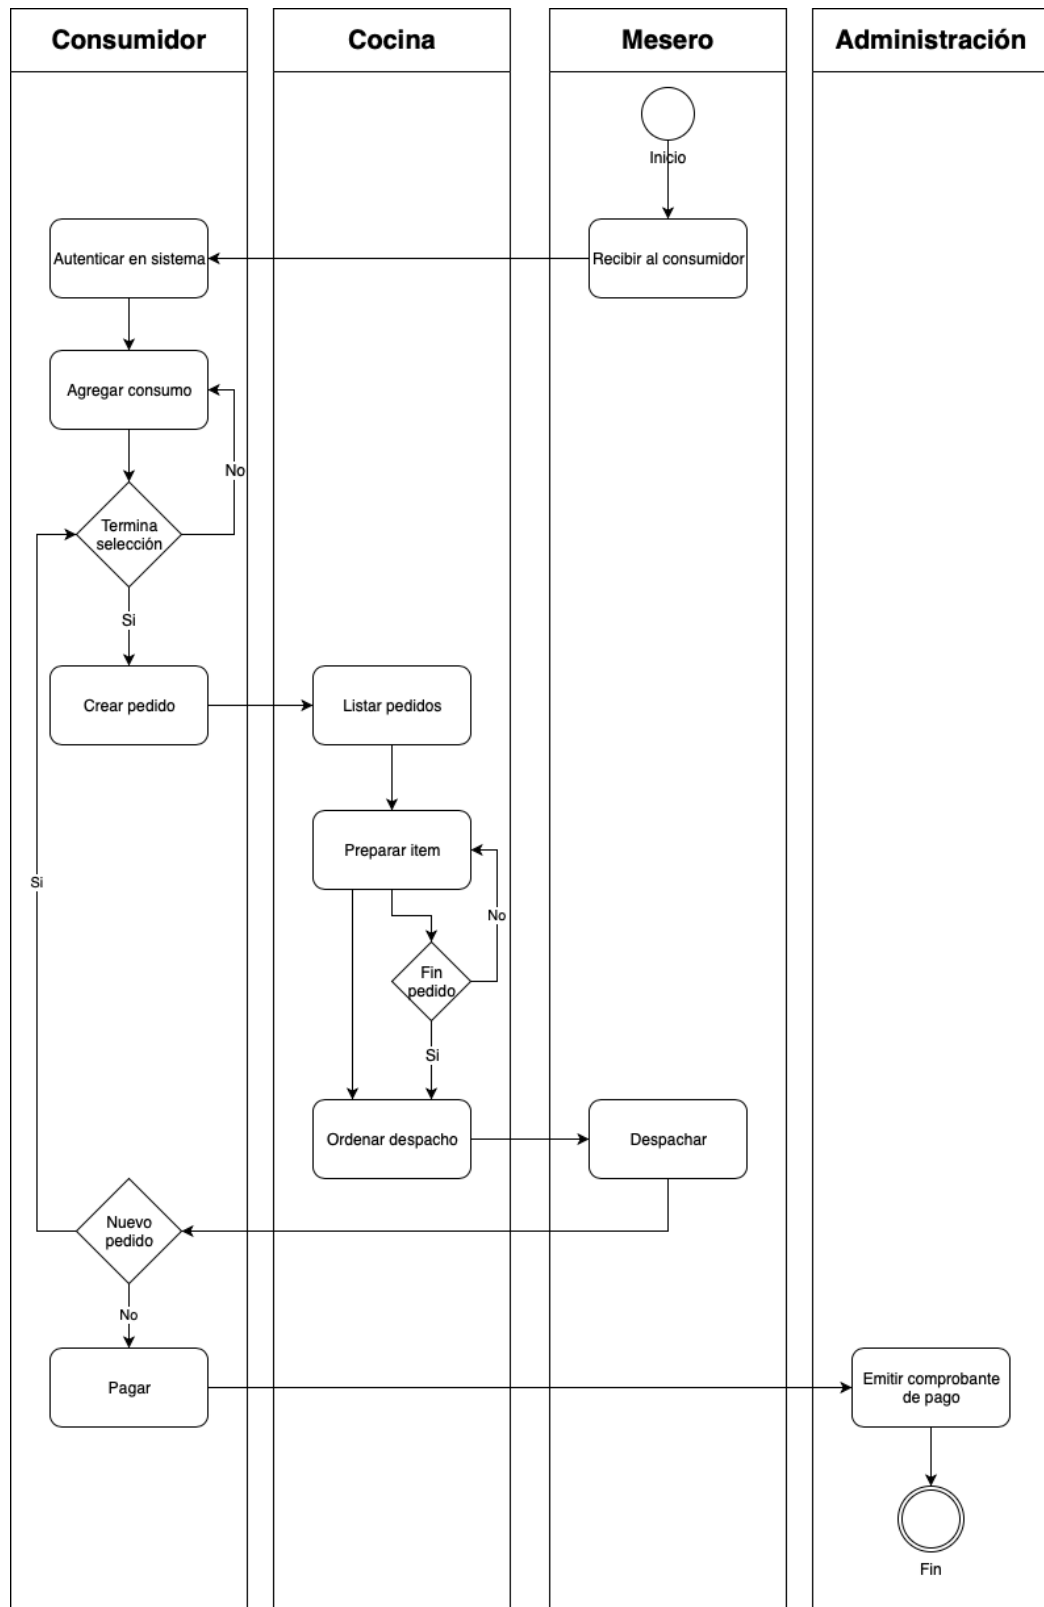 Consumidor
Cocina
Mesero
Administración
Inicio
Autenticar en sistema
Recibir al consumidor
Agregar consumo
No
Termina
selección
Si
Crear pedido
Listar pedidos
Preparar item
Si
No
Fin
pedido
Si
Ordenar despacho
Despachar
Nuevo
pedido
No
Pagar
Emitir comprobante
de pago
Fin